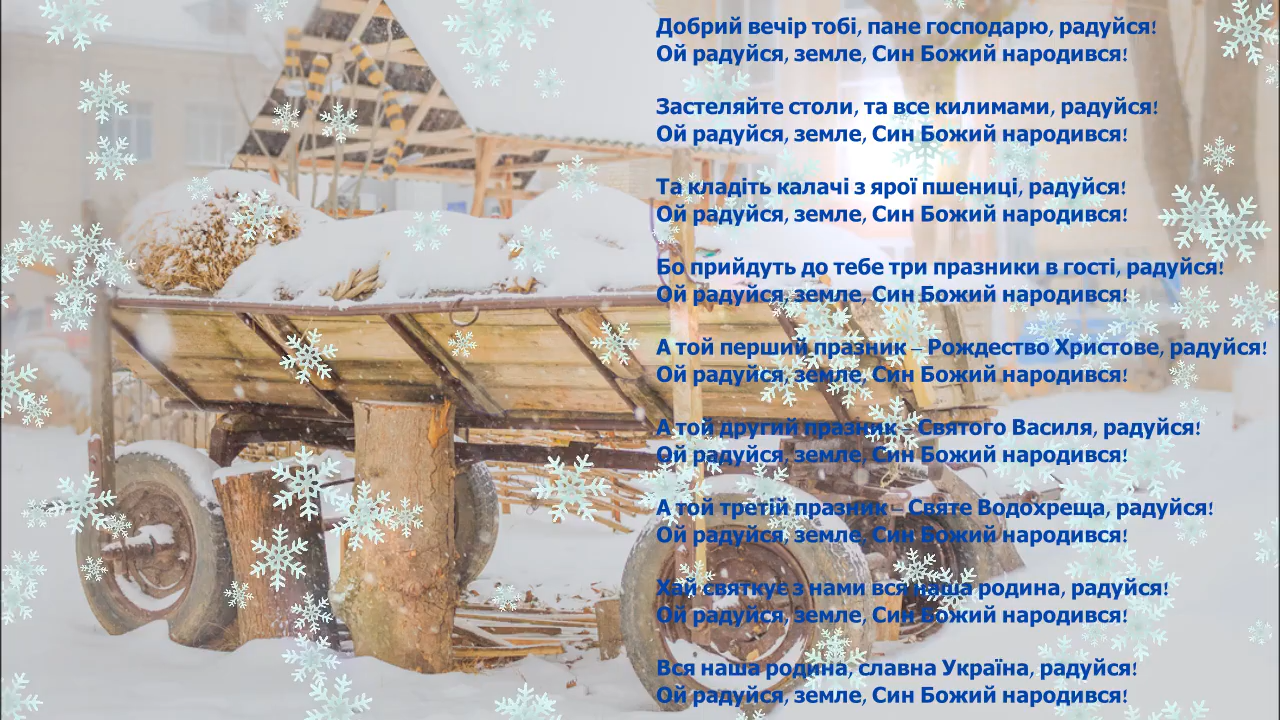 Добрий вечір тобі, пане господарю, радуйся!
Ой радуйся, земле, Син Божий народився!
Застеляйте столи, та все килимами, радуйся!
Ой радуйся, земле, Син Божий народився!
Та кладіть калачі з ярої пшениці, радуйся!
Ой радуйся, земле, Син Божий народився!
Бо прийдуть до тебе три празники в гості, радуйся!
Ой радуйся, земле, Син Божий народився!
А той перший празник – Рождество Христове, радуйся!
Ой радуйся, земле, Син Божий народився!
А той другий празник – Святого Василя, радуйся!
Ой радуйся, земле, Син Божий народився!
А той третій празник – Святе Водохреща, радуйся!
Ой радуйся, земле, Син Божий народився!
Хай святкує з нами вся наша родина, радуйся!
Ой радуйся, земле, Син Божий народився!
Вся наша родина, славна Україна, радуйся!
Ой радуйся, земле, Син Божий народився!